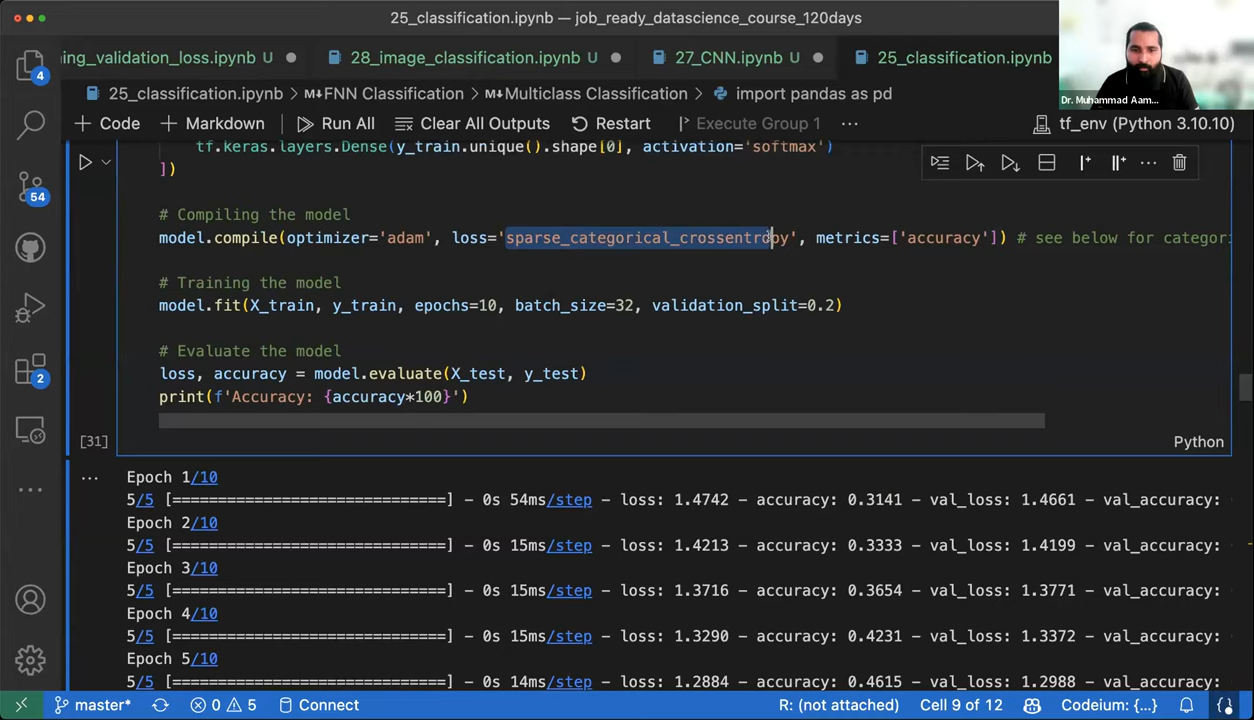 25_classification.ipynb — job_ready_datascience_course_120days
ning_validation_loss.ipynb U
28_image_classification.ipynb U
27_CNN.ipynb U
25_classification.ipynb
Dr. Muhammad Aam...
25_classification.ipynb > M↓FNN Classification > M↓Multiclass Classification > import pandas as pd
+ Code + Markdown Run All Clear All Outputs Restart Execute Group 1 ...
tf_env (Python 3.10.10)
tf.keras.layers.Dense(y_train.unique().shape[0], activation='softmax')
])
# Compiling the model
model.compile(optimizer='adam', loss='sparse_categorical_crossentropy', metrics=['accuracy']) # see below for categori
# Training the model
model.fit(X_train, y_train, epochs=10, batch_size=32, validation_split=0.2)
# Evaluate the model
loss, accuracy = model.evaluate(X_test, y_test)
print(f'Accuracy: {accuracy*100}')
[31]
Python
Epoch 1/10
5/5 [==============================] - 0s 54ms/step - loss: 1.4742 - accuracy: 0.3141 - val_loss: 1.4661 - val_accuracy:
Epoch 2/10
5/5 [==============================] - 0s 15ms/step - loss: 1.4213 - accuracy: 0.3333 - val_loss: 1.4199 - val_accuracy:
Epoch 3/10
5/5 [==============================] - 0s 15ms/step - loss: 1.3716 - accuracy: 0.3654 - val_loss: 1.3771 - val_accuracy:
Epoch 4/10
5/5 [==============================] - 0s 15ms/step - loss: 1.3290 - accuracy: 0.4231 - val_loss: 1.3372 - val_accuracy:
Epoch 5/10
5/5 [==============================] - 0s 14ms/step - loss: 1.2884 - accuracy: 0.4615 - val_loss: 1.2988 - val_accuracy:
4
54
2
master* 0 5 Connect
R: (not attached) Cell 9 of 12 Codeium: {...}